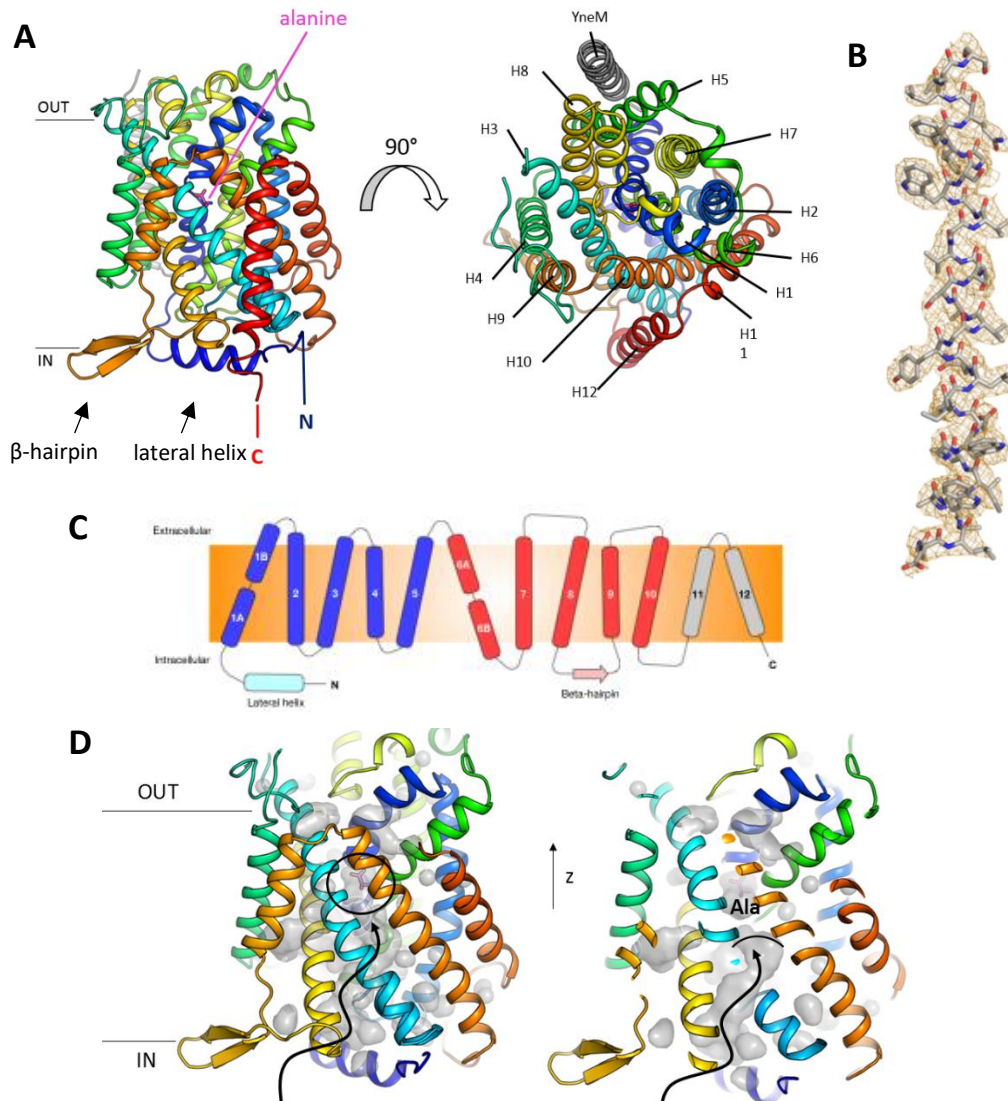 A
alanine
OUT
IN
β-hairpin
lateral helix
C
N
90°
YneM
H8
H5
H3
H7
H2
H4
H6
H9
H1
H10
H1
1
H12
B
C
Extracellular
1B
1A
2
3
4
5
6A
6B
7
8
9
10
11
12
Intracellular
N
Lateral helix
Beta-hairpin
C
D
OUT
IN
Z
Ala